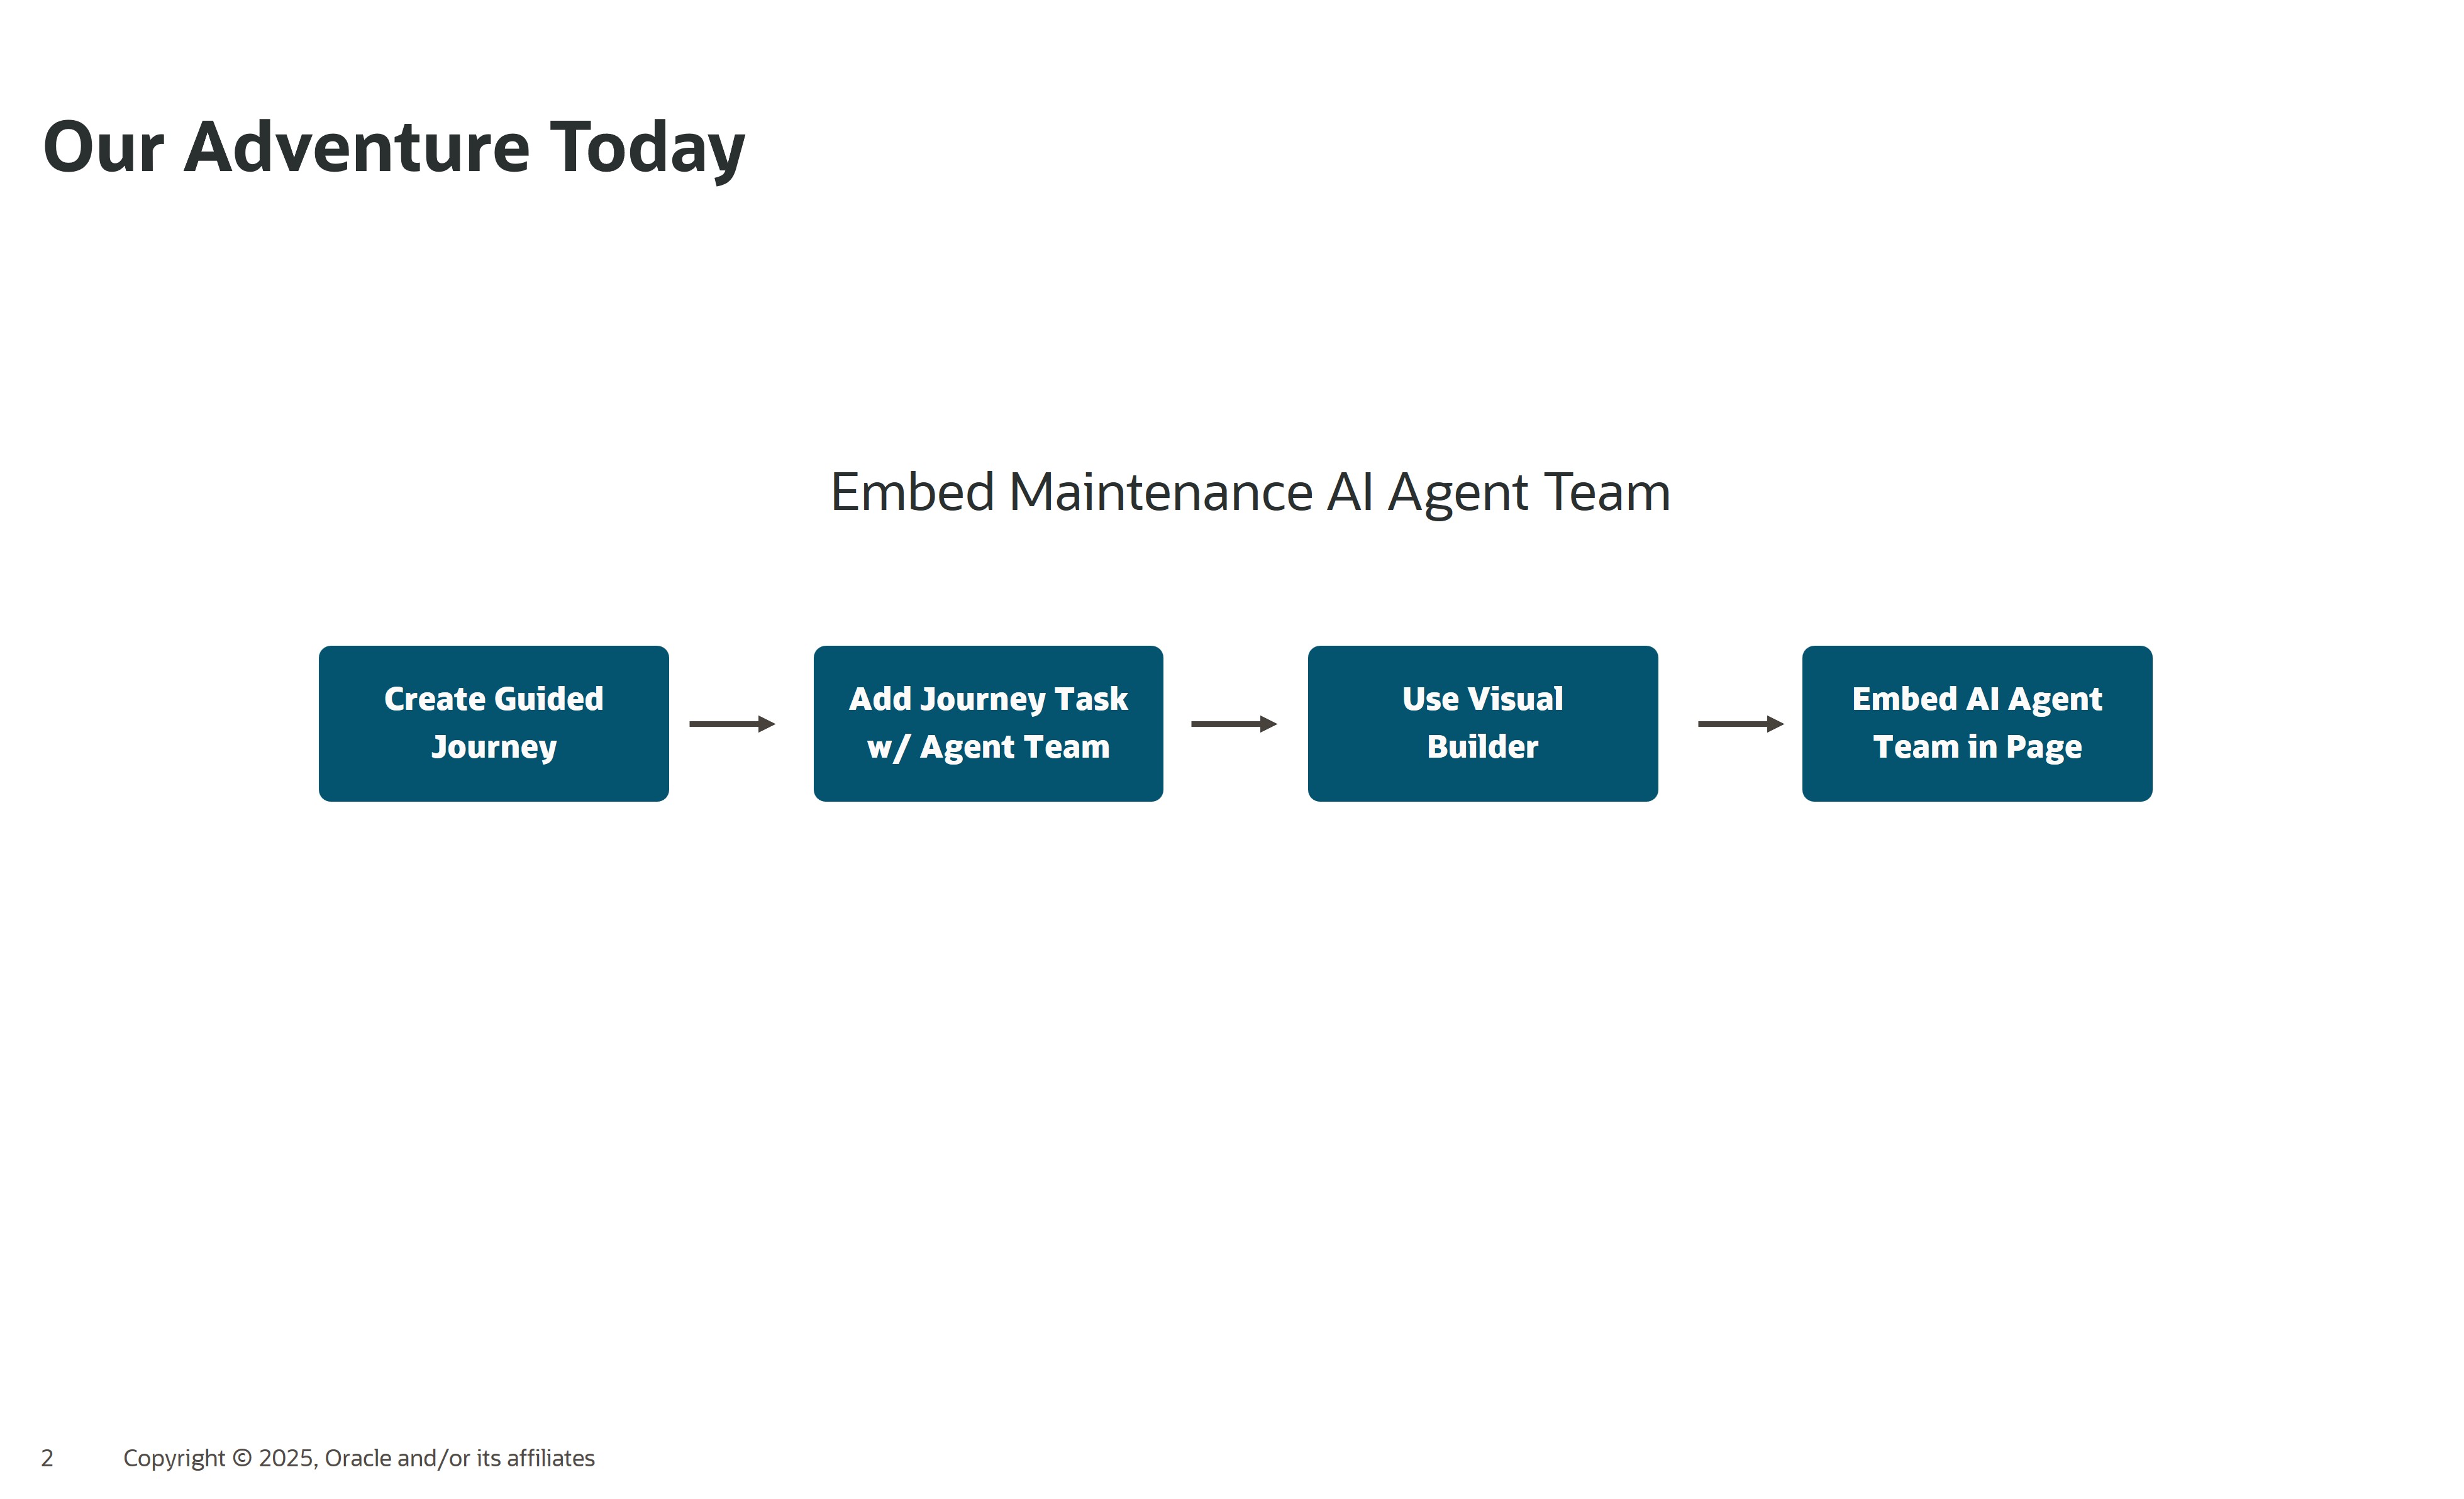 Our Adventure Today
Embed Maintenance AI Agent Team
Create Guided
Journey
Add Journey Task
w/ Agent Team
Use Visual
Builder
Embed AI Agent
Team in Page
2 Copyright © 2025, Oracle and/or its affiliates